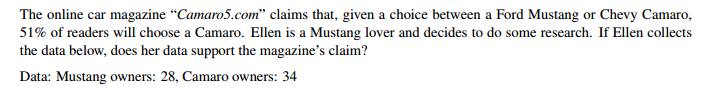 The online car magazine “Camaro5.com” claims that, given a choice between a Ford Mustang or Chevy Camaro,
51% of readers will choose a Camaro. Ellen is a Mustang lover and decides to do some research. If Ellen collects
the data below, does her data support the magazine’s claim?
Data: Mustang owners: 28, Camaro owners: 34